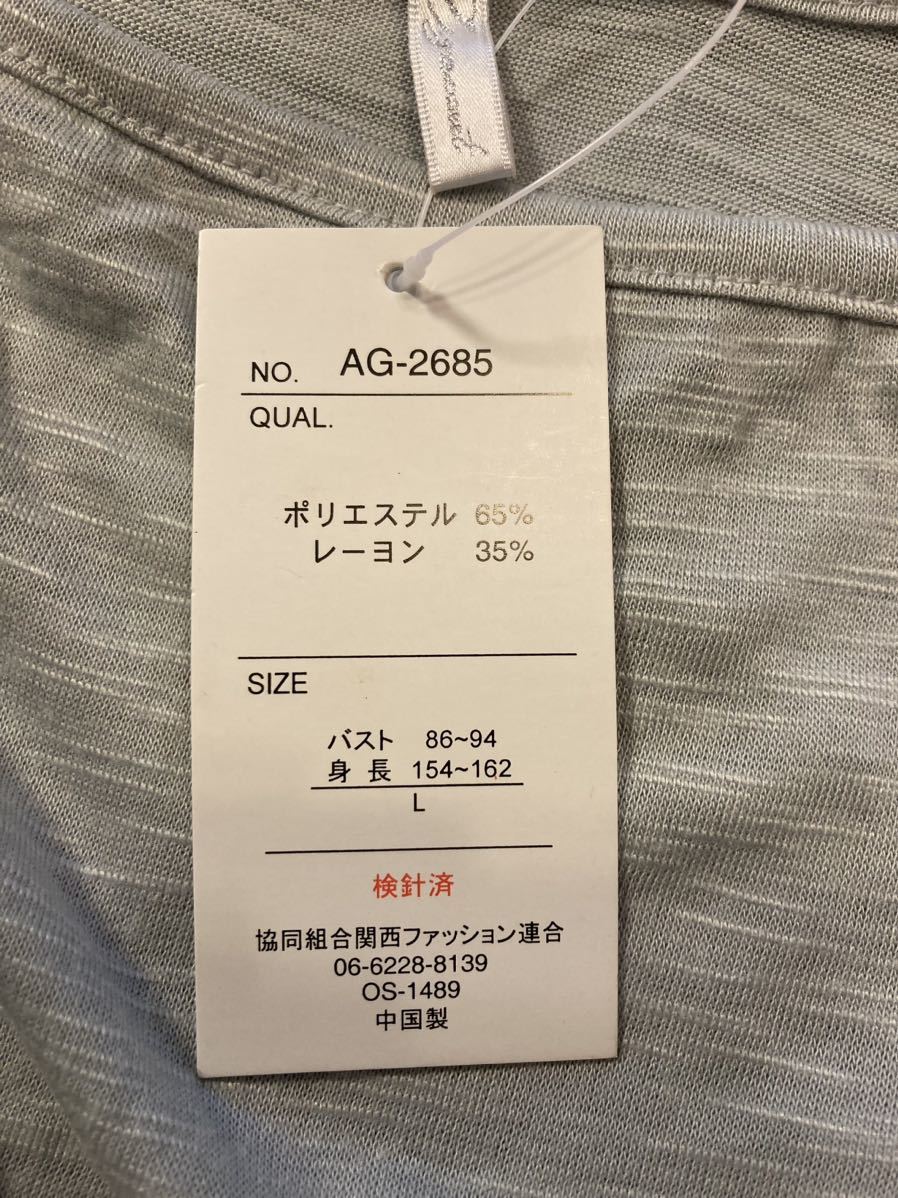 NO. AG-2685
QUAL.
ポリエステル 65%
レーヨン 35%
SIZE
バスト 86~94
身長 154~162
L
検針済
協同組合関西ファッション連合
06-6228-8139
OS-1489
中国製